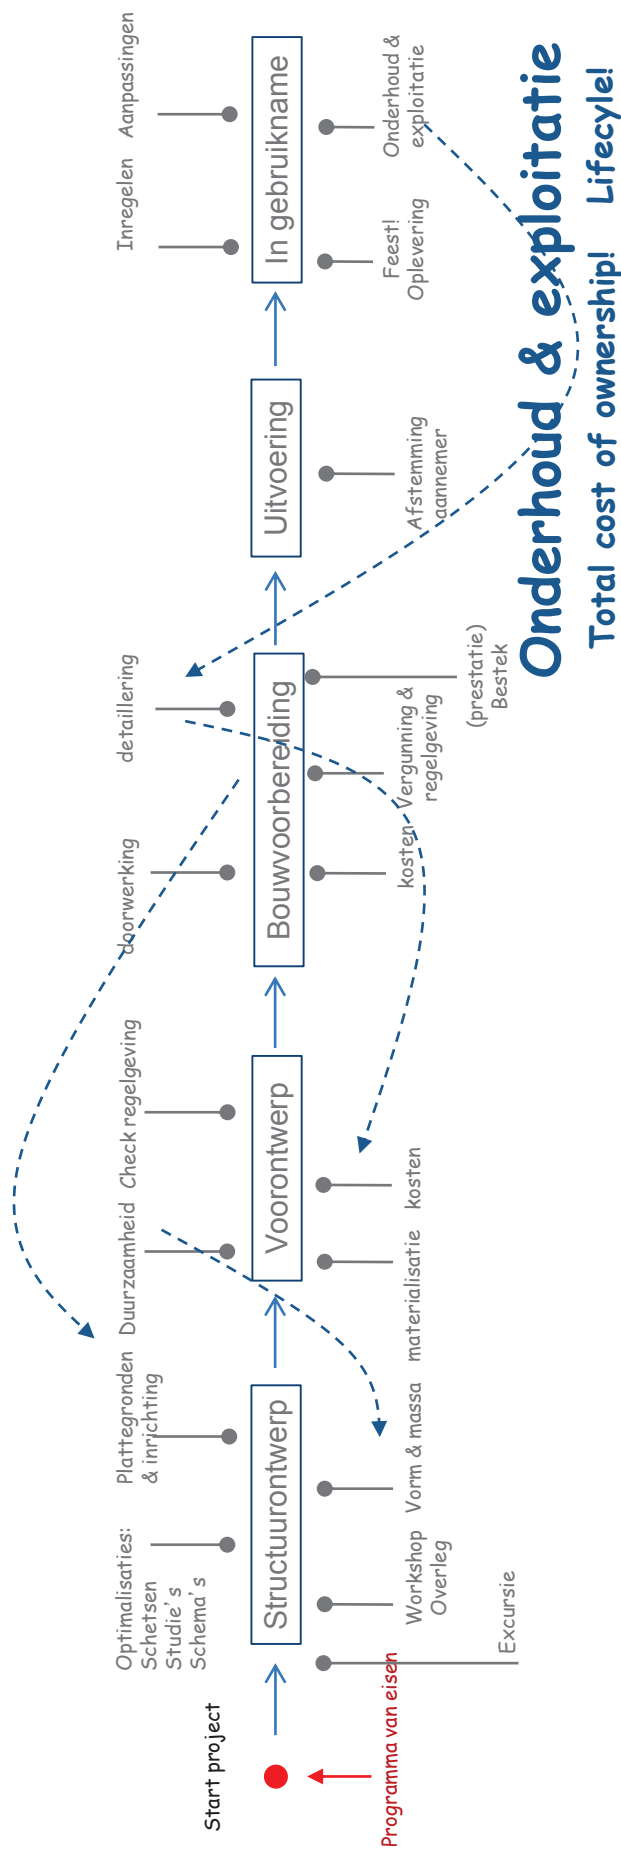 Start project
Programma van eisen
Structuurontwerp
Optimalisaties:
Schetsen
Studie's
Schema's
Plattegronden
& inrichting
Excursie
Workshop
Overleg
Vorm & massa
Voorontwerp
Duurzaamheid
Check regelgeving
materialisatie
kosten
Bouwvoorbereiding
doorwerking
detaillering
kosten
Vergunning &
regelgeving
(prestatie)
Bestek
Uitvoering
Afstemming
aannemer
In gebruikname
Inregelen
Aanpassingen
Feest!
Oplevering
Onderhoud &
exploitatie
Onderhoud & exploitatie
Total cost of ownership! Lifecyle!